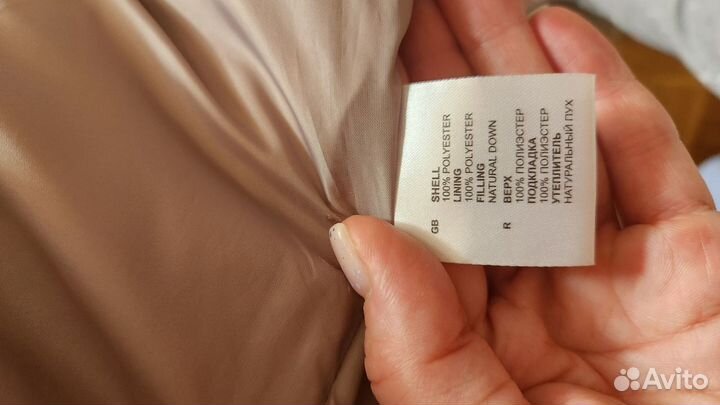 GB SHELL
100% POLYESTER
LINING
100% POLYESTER
FILLING
NATURAL DOWN
R ВЕРХ
100% ПОЛИЭСТЕР
ПОДКЛАДКА
100% ПОЛИЭСТЕР
УТЕПЛИТЕЛЬ
НАТУРАЛЬНЫЙ ПУХ
Avito